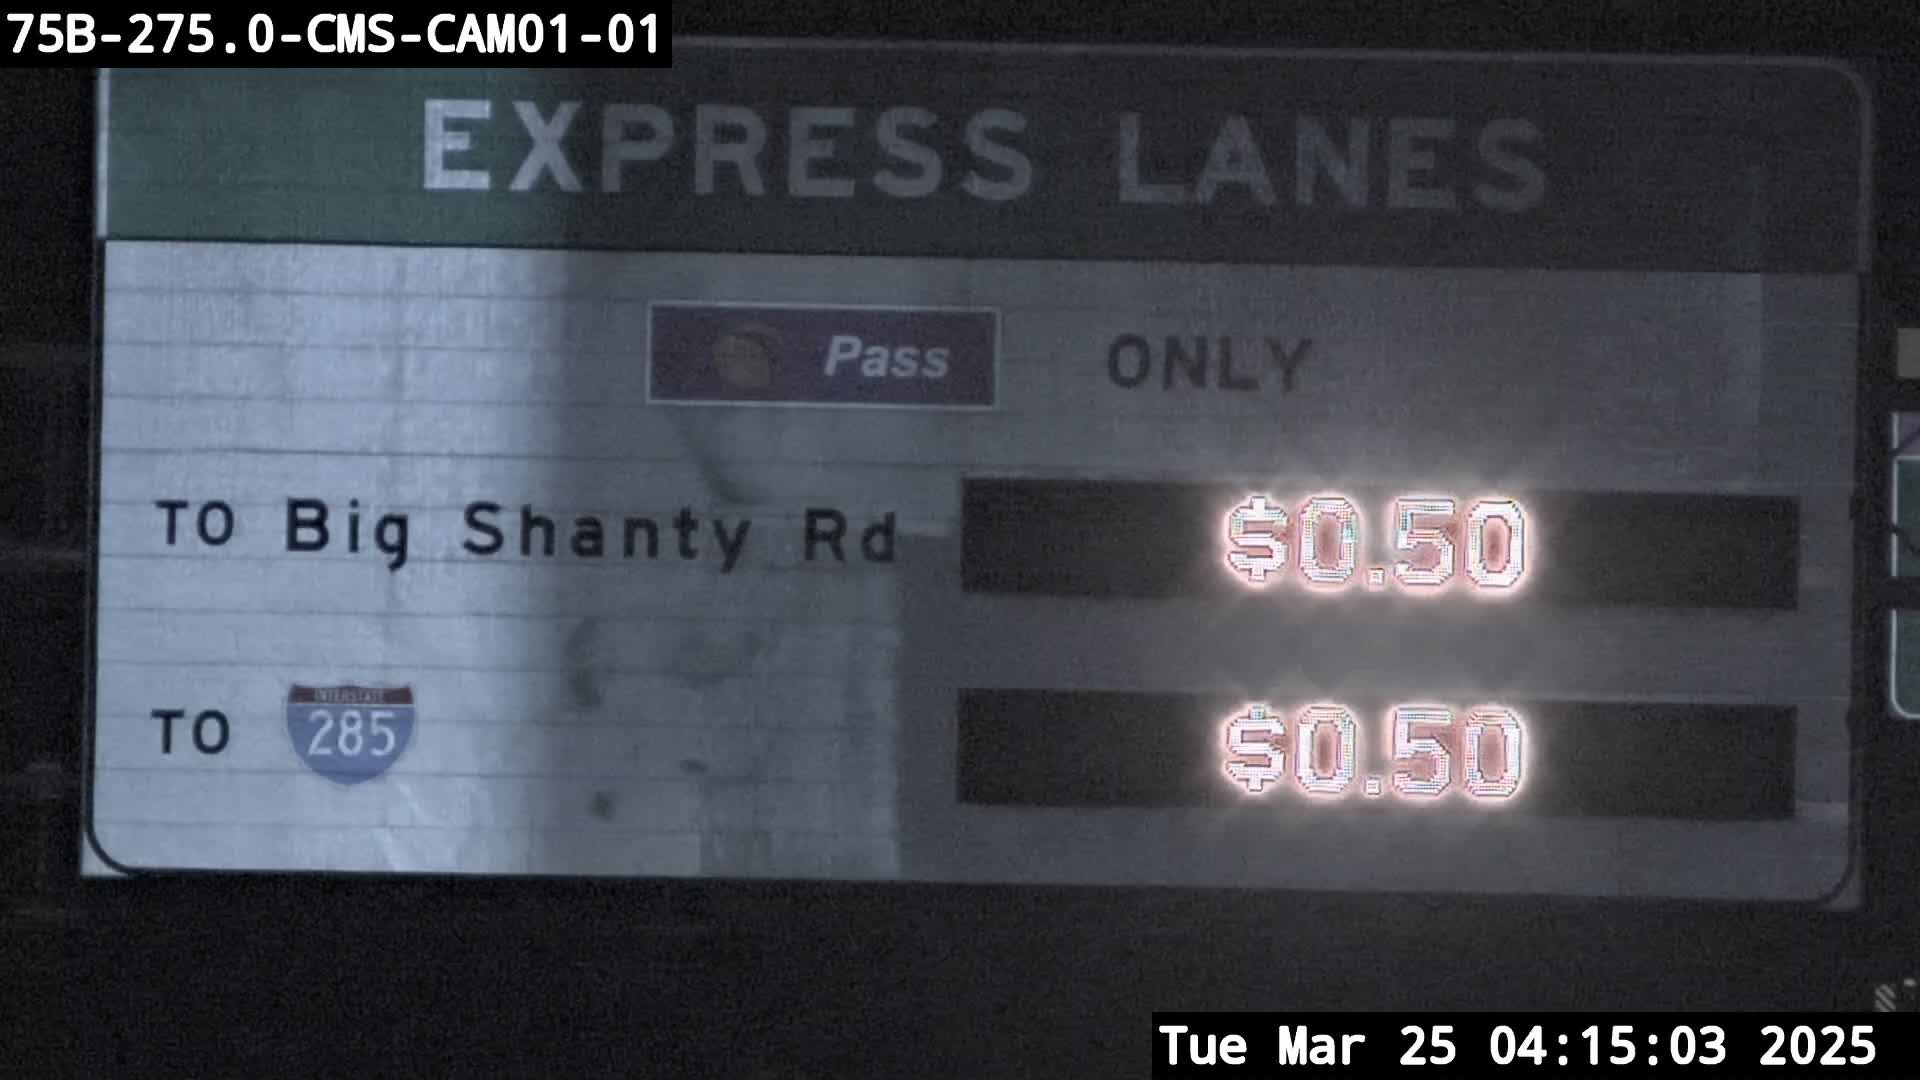 75B-275.0-CMS-CAM01-01
EXPRESS LANES
Pass ONLY
TO Big Shanty Rd $0.50
INTERSTATE
TO 285 $0.50
Tue Mar 25 04:15:03 2025